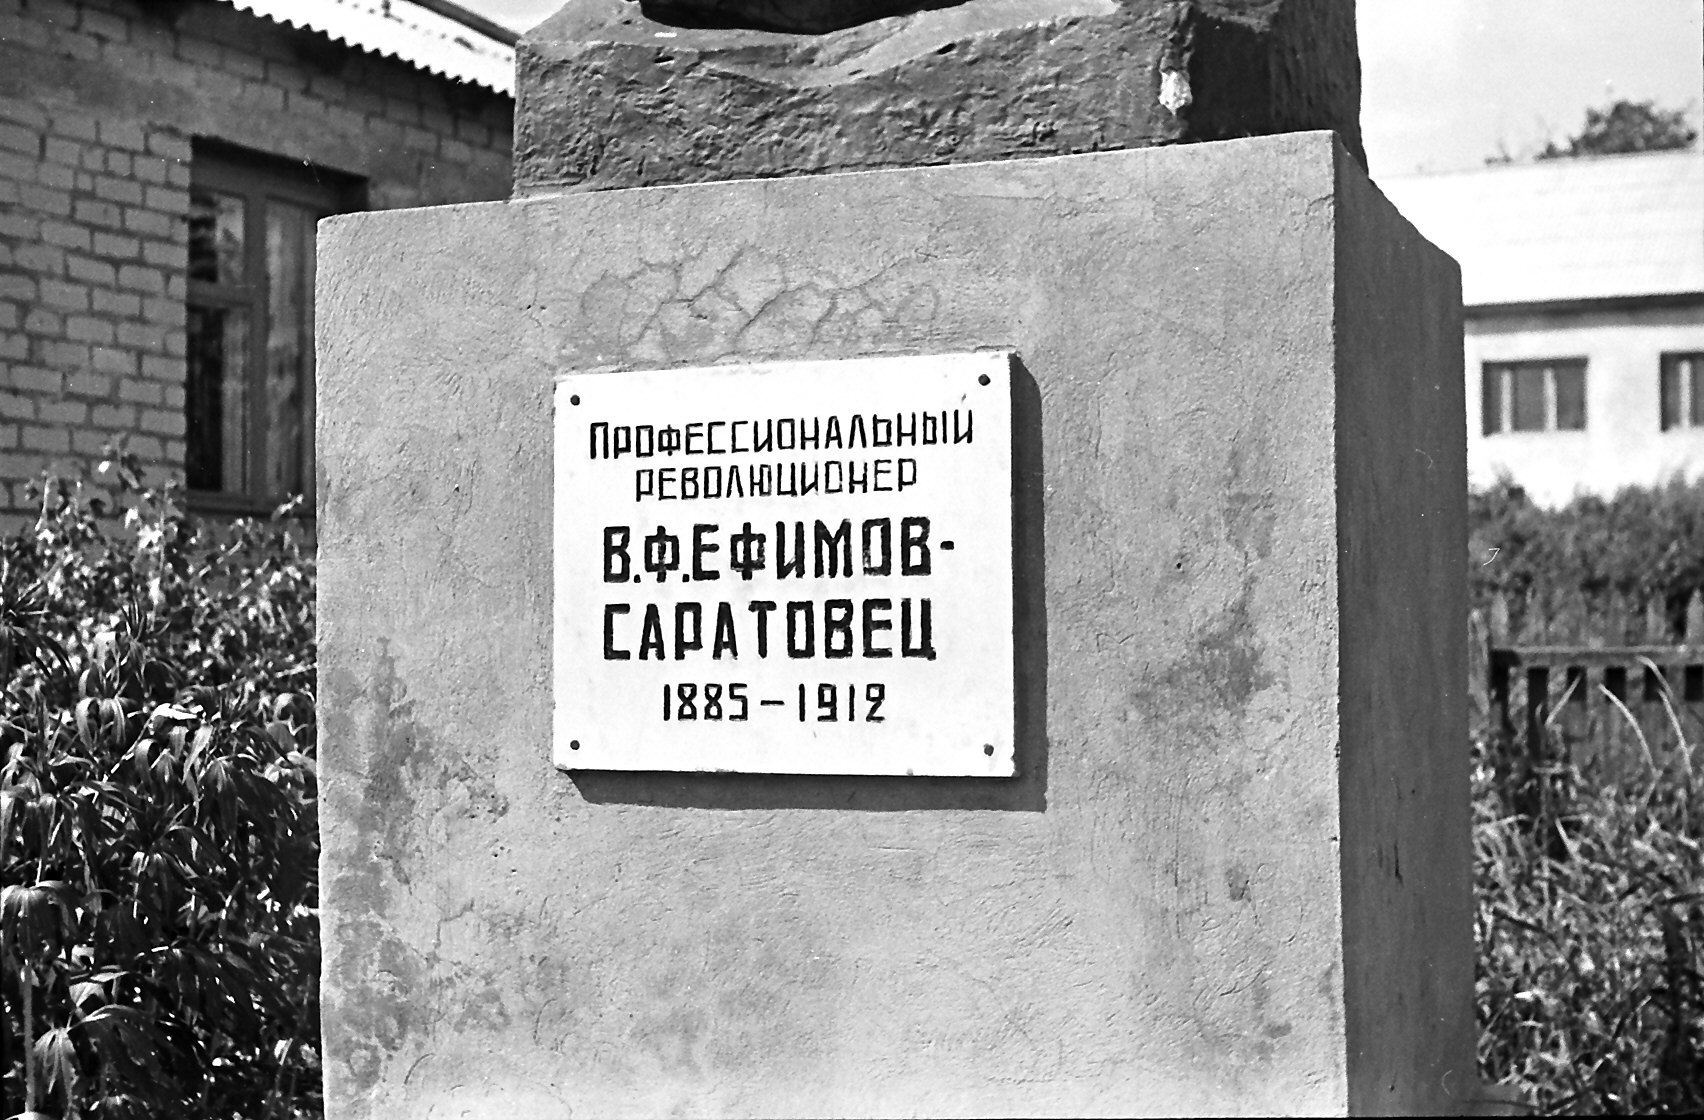 ПРОФЕССИОНАЛЬНЫЙ
РЕВОЛЮЦИОНЕР
В.Ф.ЕФИМОВ-
САРАТОВЕЦ
1885-1912